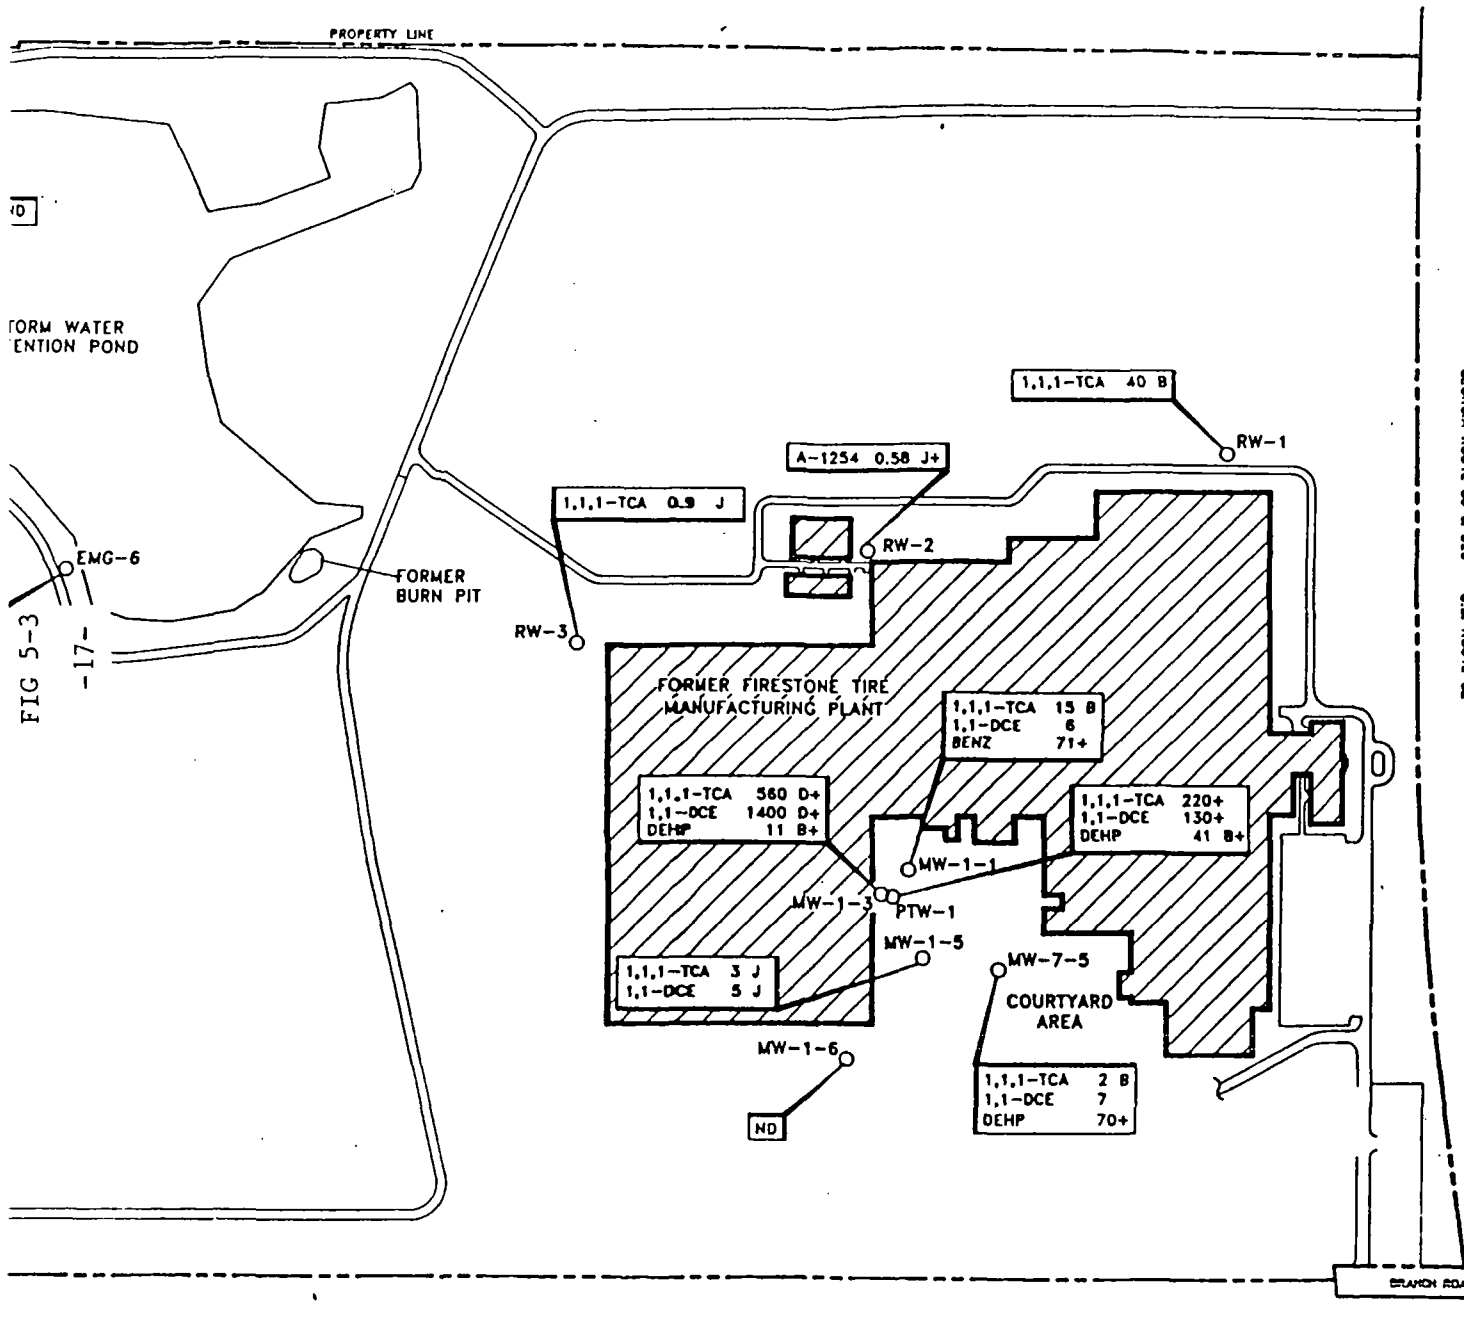 PROPERTY LINE
TORM WATER
ENTION POND
1,1,1-TCA 40 B
RW-1
A-1254 0.58 J+
1,1,1-TCA 0.9 J
RW-2
EMG-6
FORMER
BURN PIT
RW-3
FIG 5-3
-17-
FORMER FIRESTONE TIRE
MANUFACTURING PLANT
1,1,1-TCA 15 B
1,1-DCE 6
BENZ 71+
1,1,1-TCA 560 D+
1,1-DCE 1400 D+
DEHP 11 B+
1,1,1-TCA 220+
1,1-DCE 130+
DEHP 41 B+
MW-1-1
MW-1-3
PTW-1
MW-1-5
MW-7-5
1,1,1-TCA 3 J
1,1-DCE 5 J
COURTYARD
AREA
MW-1-6
1,1,1-TCA 2 B
1,1-DCE 7
DEHP 70+
ND
BRANCH ROA